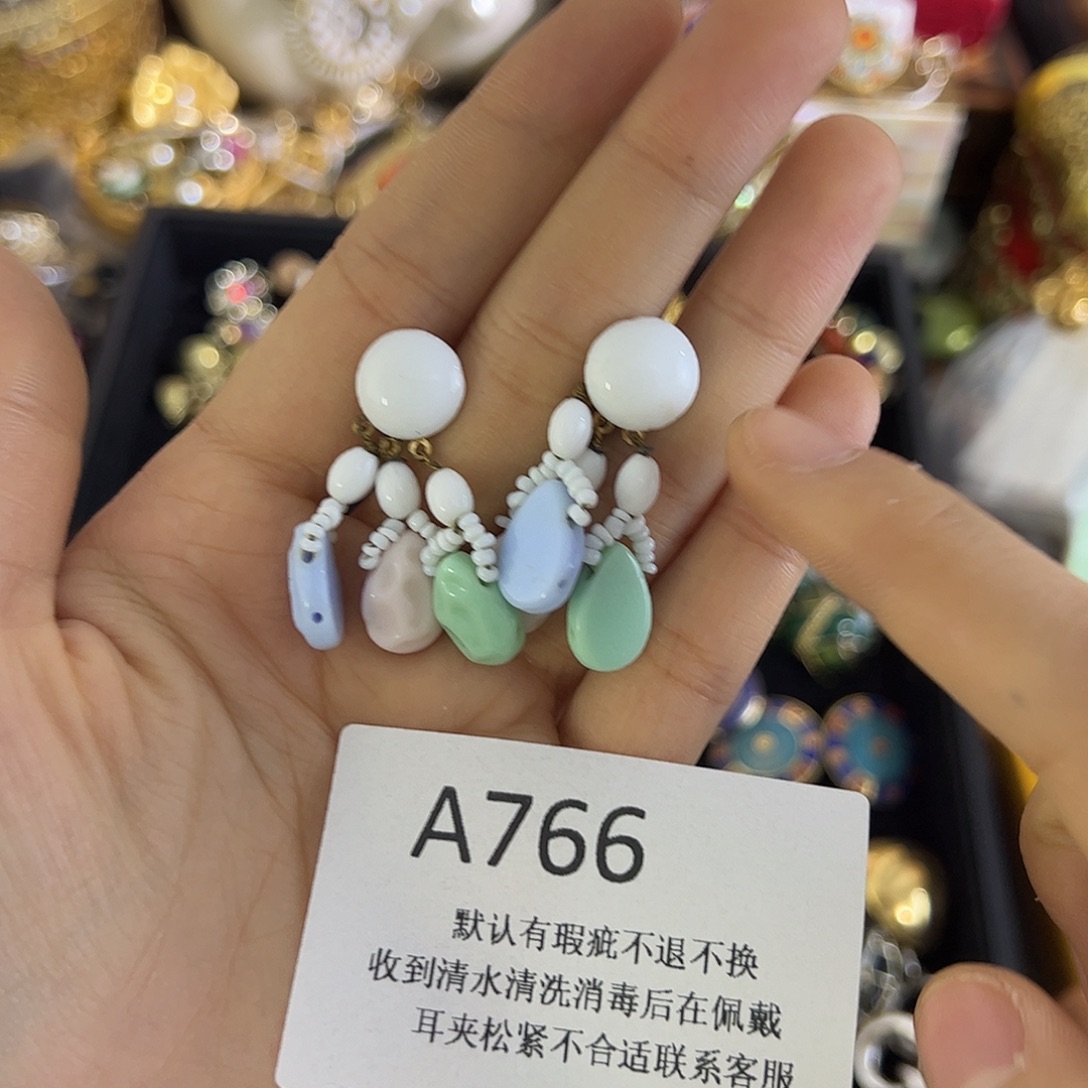 A766
默认有瑕疵不退不换
收到清水清洗消毒后在佩戴
耳夹松紧不合适联系客服